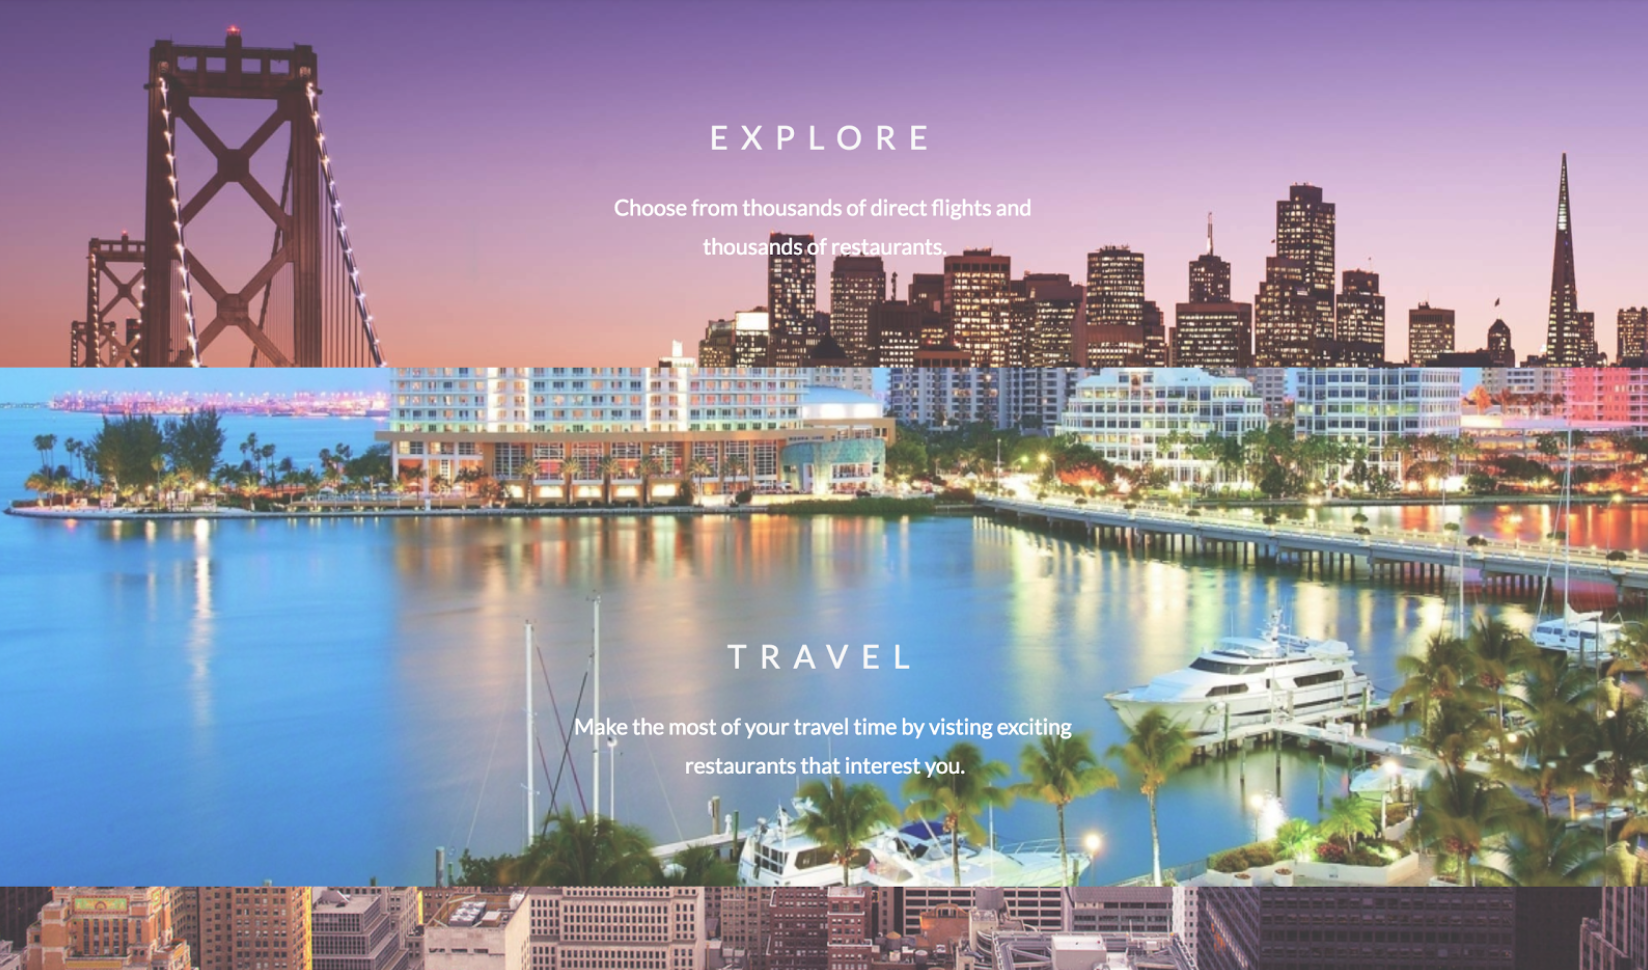 EXPLORE
Choose from thousands of direct flights and
thousands of restaurants.
TRAVEL
Make the most of your travel time by visting exciting
restaurants that interest you.